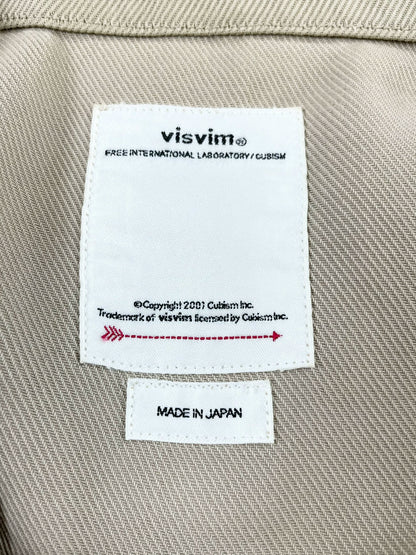 visvim®
FREE INTERNATIONAL LABORATORY / CUBISM
©Copyright 2001 Cubism Inc.
Trademark of visvim licensed by Cubism Inc.
MADE IN JAPAN